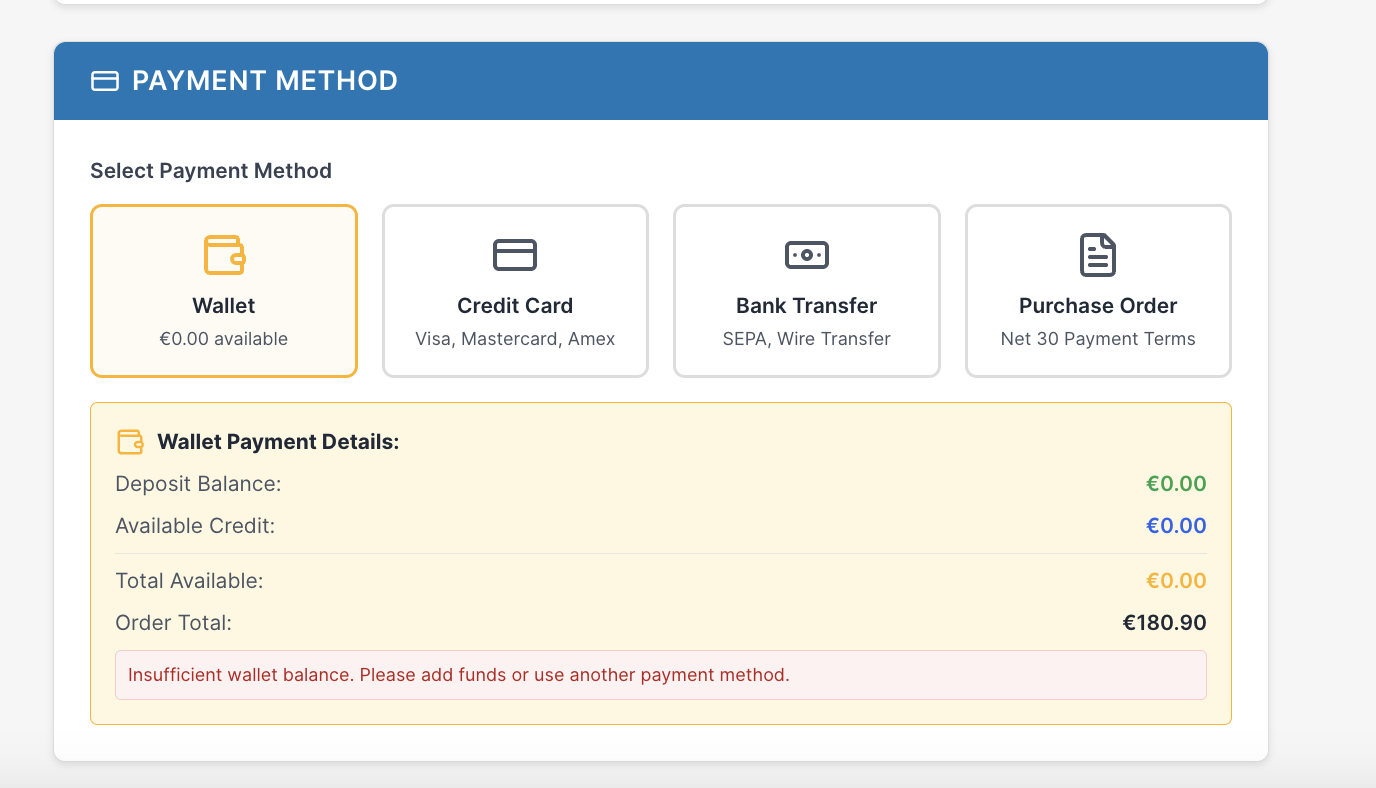 PAYMENT METHOD
Select Payment Method
Wallet
€0.00 available
Credit Card
Visa, Mastercard, Amex
Bank Transfer
SEPA, Wire Transfer
Purchase Order
Net 30 Payment Terms
Wallet Payment Details:
Deposit Balance: €0.00
Available Credit: €0.00
Total Available: €0.00
Order Total: €180.90
Insufficient wallet balance. Please add funds or use another payment method.